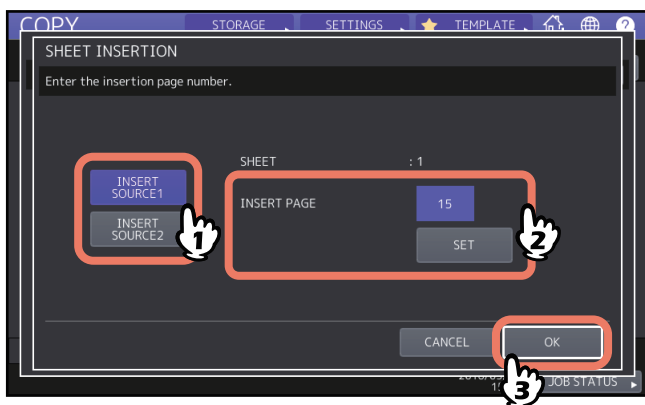 COPY STORAGE SETTINGS TEMPLATE ?
SHEET INSERTION
Enter the insertion page number.
SHEET : 1
INSERT
SOURCE1
INSERT PAGE 15
INSERT
SOURCE2
SET
1
2
CANCEL OK
JOB STATUS
3